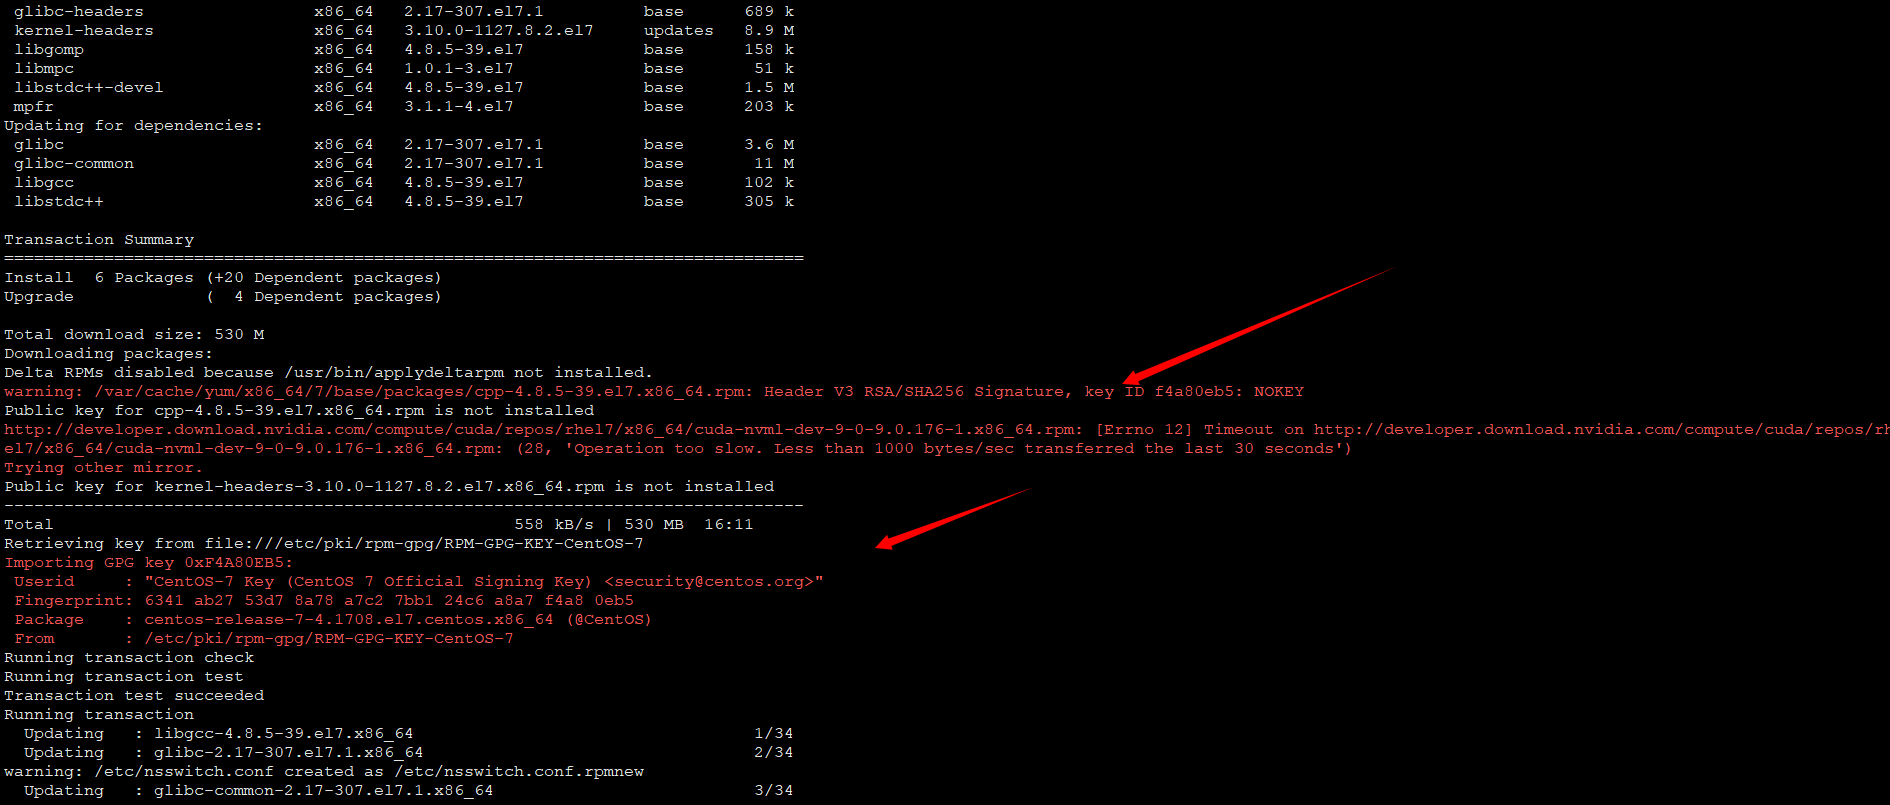 glibc-headers x86_64 2.17-307.el7.1 base 689 k
kernel-headers x86_64 3.10.0-1127.8.2.el7 updates 8.9 M
libgomp x86_64 4.8.5-39.el7 base 158 k
libmpc x86_64 1.0.1-3.el7 base 51 k
libstdc++-devel x86_64 4.8.5-39.el7 base 1.5 M
mpfr x86_64 3.1.1-4.el7 base 203 k
Updating for dependencies:
glibc x86_64 2.17-307.el7.1 base 3.6 M
glibc-common x86_64 2.17-307.el7.1 base 11 M
libgcc x86_64 4.8.5-39.el7 base 102 k
libstdc++ x86_64 4.8.5-39.el7 base 305 k
Transaction Summary
================================================================================
Install 6 Packages (+20 Dependent packages)
Upgrade ( 4 Dependent packages)
Total download size: 530 M
Downloading packages:
Delta RPMs disabled because /usr/bin/applydeltarpm not installed.
warning: /var/cache/yum/x86_64/7/base/packages/cpp-4.8.5-39.el7.x86_64.rpm: Header V3 RSA/SHA256 Signature, key ID f4a80eb5: NOKEY
Public key for cpp-4.8.5-39.el7.x86_64.rpm is not installed
http://developer.download.nvidia.com/compute/cuda/repos/rhel7/x86_64/cuda-nvml-dev-9-0-9.0.176-1.x86_64.rpm: [Errno 12] Timeout on http://developer.download.nvidia.com/compute/cuda/repos/rh
el7/x86_64/cuda-nvml-dev-9-0-9.0.176-1.x86_64.rpm: (28, 'Operation too slow. Less than 1000 bytes/sec transferred the last 30 seconds')
Trying other mirror.
Public key for kernel-headers-3.10.0-1127.8.2.el7.x86_64.rpm is not installed
--------------------------------------------------------------------------------
Total 558 kB/s | 530 MB 16:11
Retrieving key from file:///etc/pki/rpm-gpg/RPM-GPG-KEY-CentOS-7
Importing GPG key 0xF4A80EB5:
Userid : "CentOS-7 Key (CentOS 7 Official Signing Key) <security@centos.org>"
Fingerprint: 6341 ab27 53d7 8a78 a7c2 7bb1 24c6 a8a7 f4a8 0eb5
Package : centos-release-7-4.1708.el7.centos.x86_64 (@CentOS)
From : /etc/pki/rpm-gpg/RPM-GPG-KEY-CentOS-7
Running transaction check
Running transaction test
Transaction test succeeded
Running transaction
Updating : libgcc-4.8.5-39.el7.x86_64 1/34
Updating : glibc-2.17-307.el7.1.x86_64 2/34
warning: /etc/nsswitch.conf created as /etc/nsswitch.conf.rpmnew
Updating : glibc-common-2.17-307.el7.1.x86_64 3/34